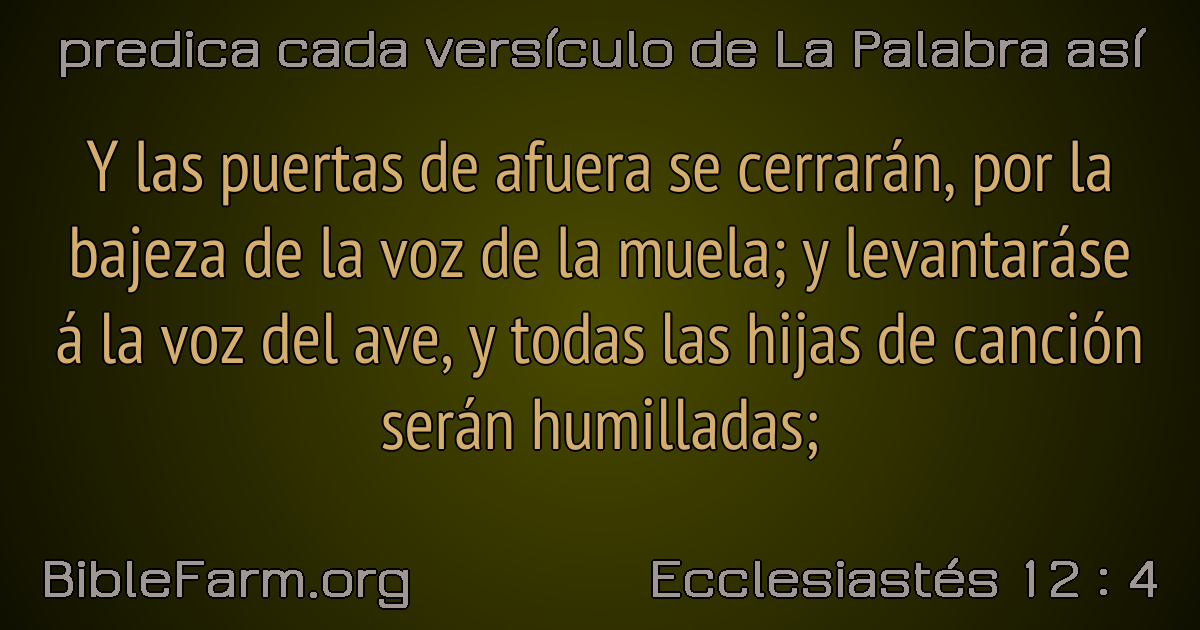 predica cada versículo de La Palabra así
Y las puertas de afuera se cerrarán, por la
bajeza de la voz de la muela; y levantaráse
á la voz del ave, y todas las hijas de canción
serán humilladas;
BibleFarm.org
Ecclesiastés 12 : 4